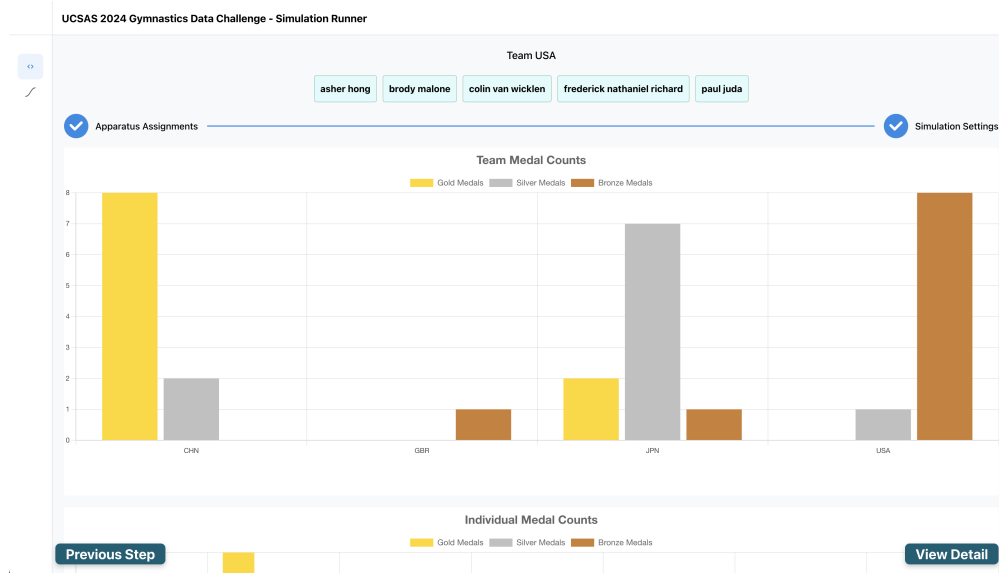 UCSAS 2024 Gymnastics Data Challenge - Simulation Runner
Team USA
asher hong brody malone colin van wicklen frederick nathaniel richard paul juda
Apparatus Assignments Simulation Settings
Team Medal Counts
Gold Medals Silver Medals Bronze Medals
8
7
6
5
4
3
2
1
0
CHN GBR JPN USA
Individual Medal Counts
Gold Medals Silver Medals Bronze Medals
Previous Step View Detail